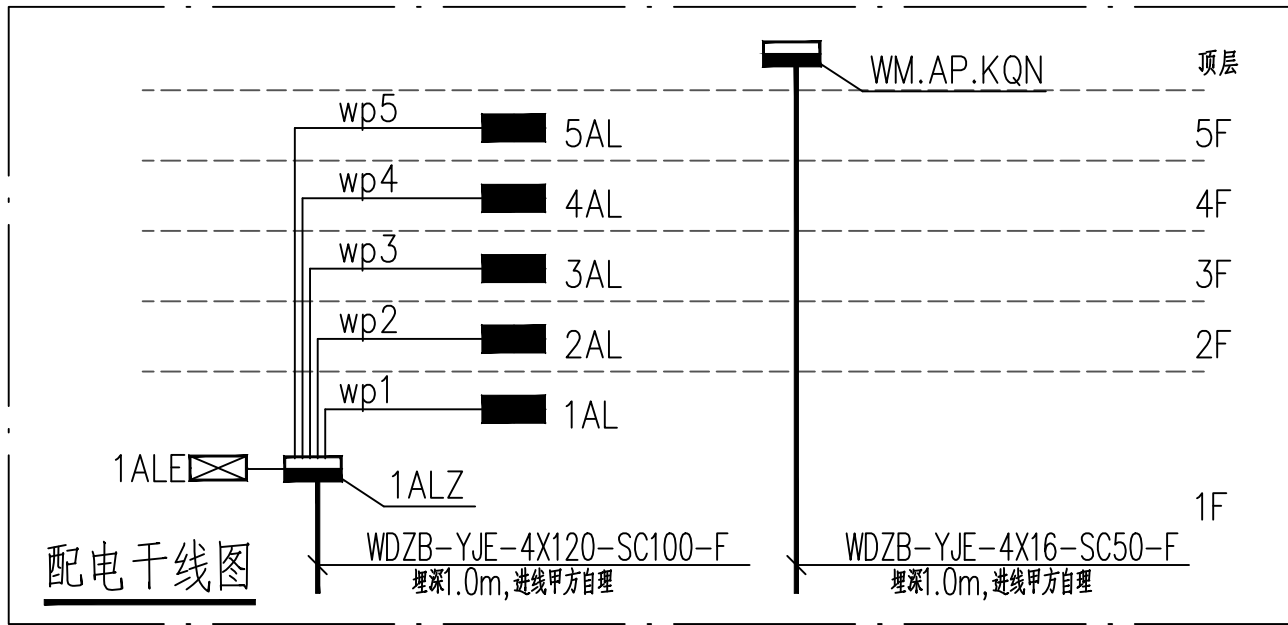 WM.AP.KQN
顶层
wp5
5AL
5F
wp4
4AL
4F
wp3
3AL
3F
wp2
2AL
2F
wp1
1AL
1ALE
1ALZ
1F
WDZB-YJE-4X120-SC100-F
埋深1.0m,进线甲方自理
WDZB-YJE-4X16-SC50-F
埋深1.0m,进线甲方自理
配电干线图